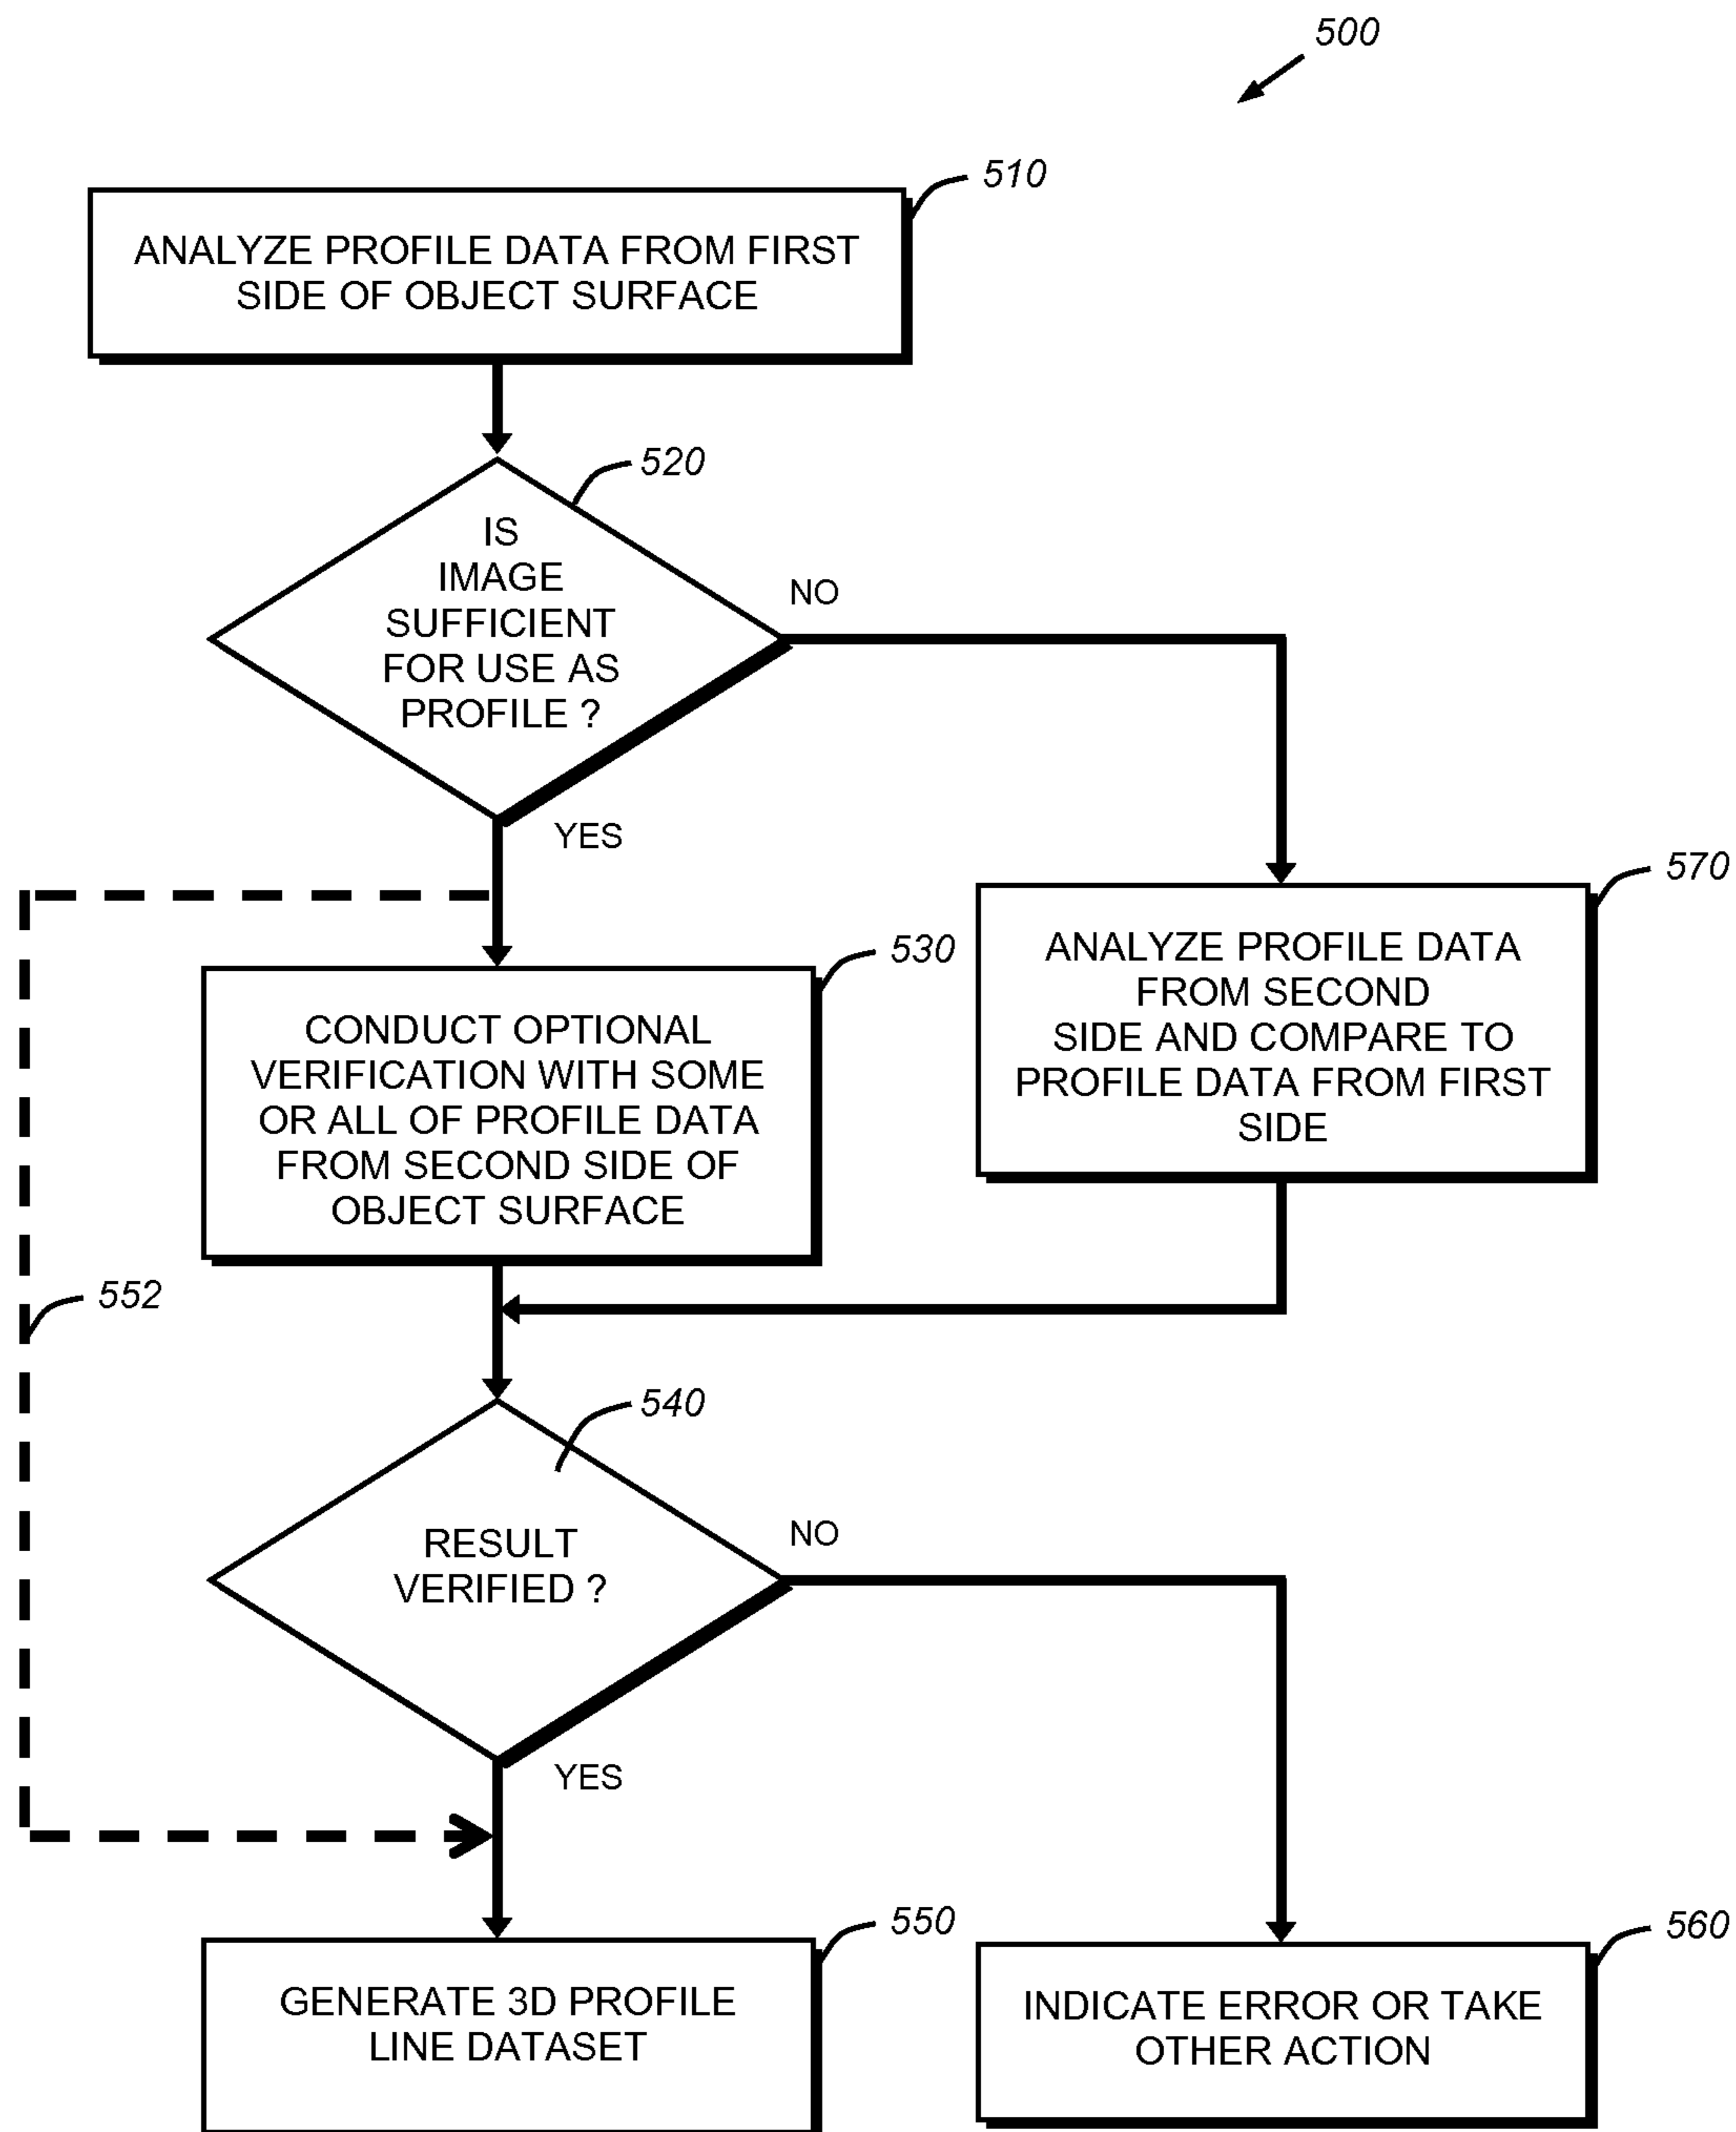 500
510
ANALYZE PROFILE DATA FROM FIRST
SIDE OF OBJECT SURFACE
520
IS
IMAGE
SUFFICIENT
FOR USE AS
PROFILE ?
NO
YES
570
ANALYZE PROFILE DATA
FROM SECOND
SIDE AND COMPARE TO
PROFILE DATA FROM FIRST
SIDE
530
CONDUCT OPTIONAL
VERIFICATION WITH SOME
OR ALL OF PROFILE DATA
FROM SECOND SIDE OF
OBJECT SURFACE
552
540
RESULT
VERIFIED ?
NO
YES
550
GENERATE 3D PROFILE
LINE DATASET
560
INDICATE ERROR OR TAKE
OTHER ACTION